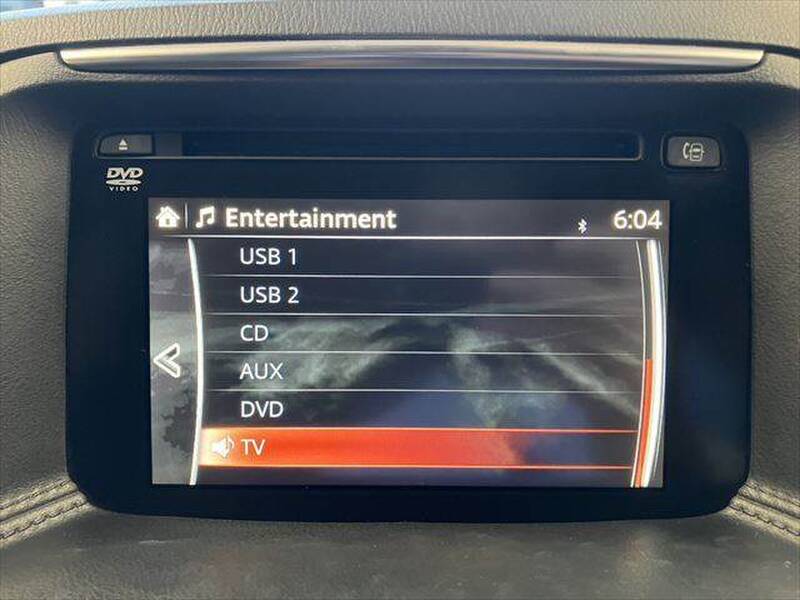 DVD
VIDEO
Entertainment 6:04
USB 1
USB 2
CD
AUX
DVD
TV